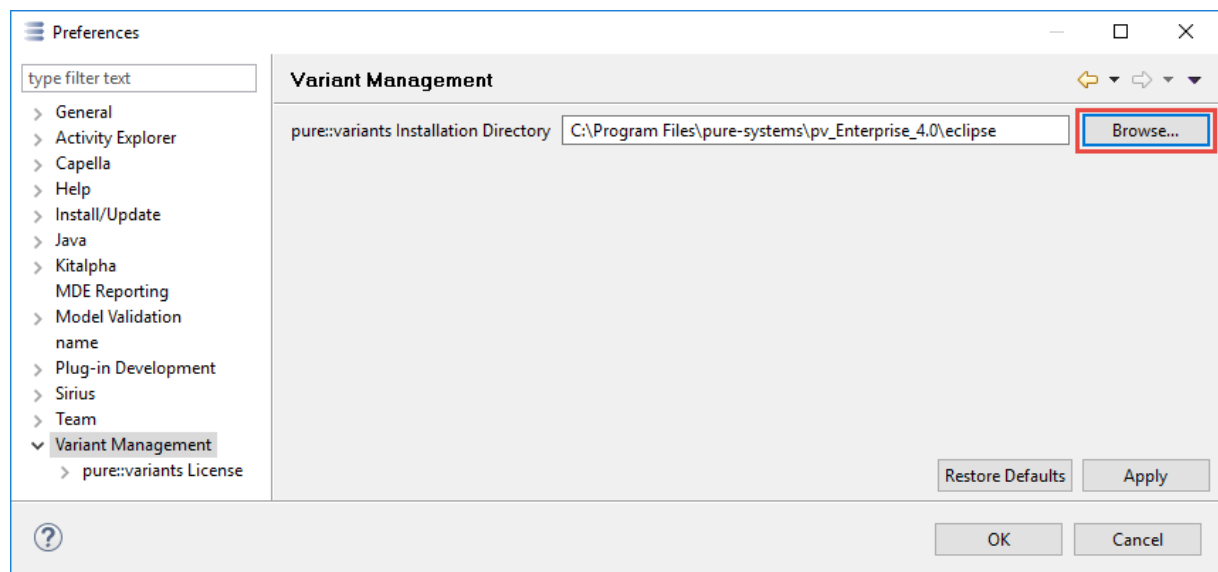 Preferences
type filter text
General
Activity Explorer
Capella
Help
Install/Update
Java
Kitalpha
MDE Reporting
Model Validation
name
Plug-in Development
Sirius
Team
Variant Management
pure::variants License
Variant Management
pure::variants Installation Directory C:\Program Files\pure-systems\pv_Enterprise_4.0\eclipse Browse...
Restore Defaults Apply
OK Cancel